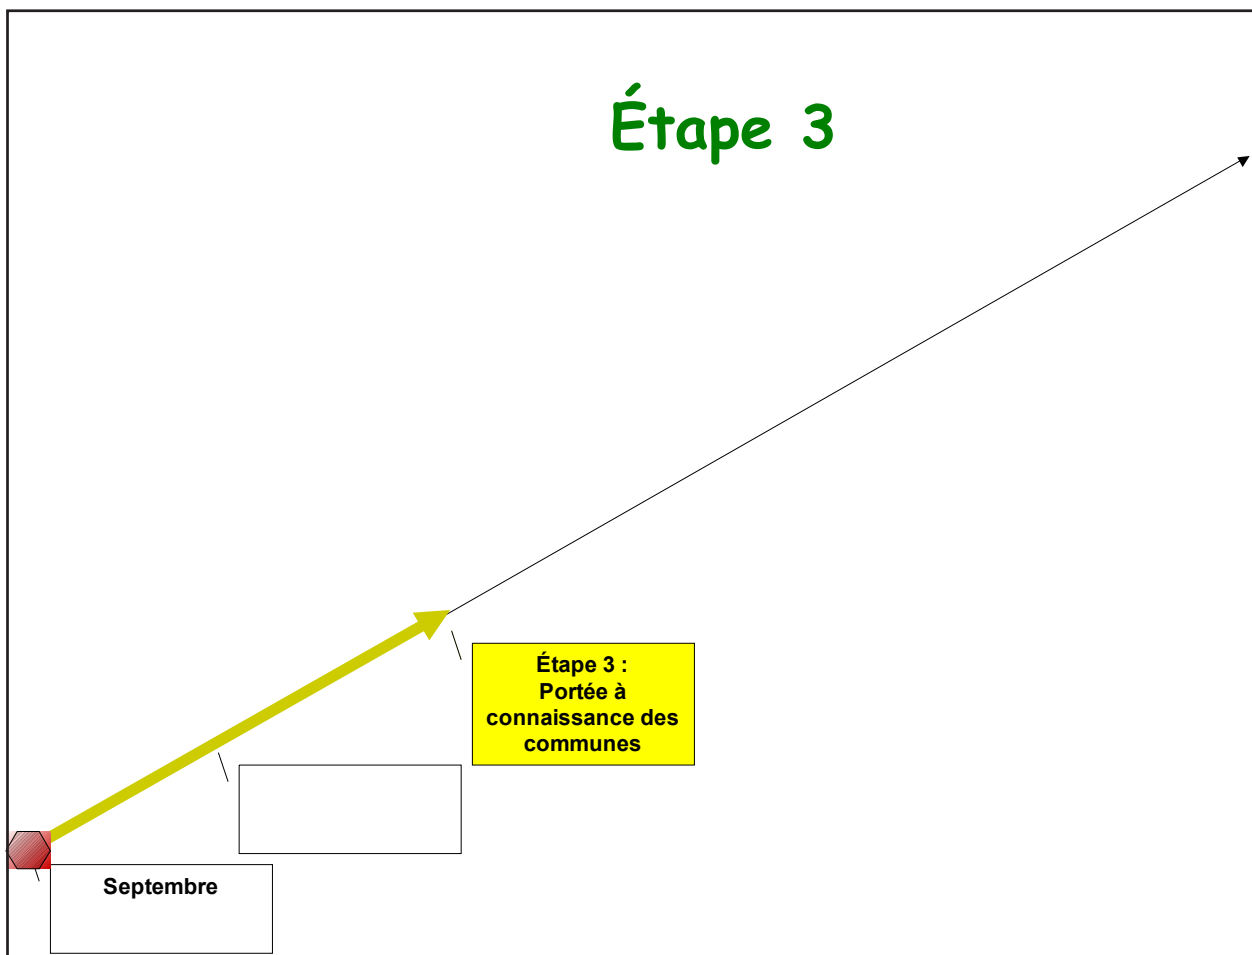 Étape 3
Étape 3 :
Portée à
connaissance des
communes
Septembre